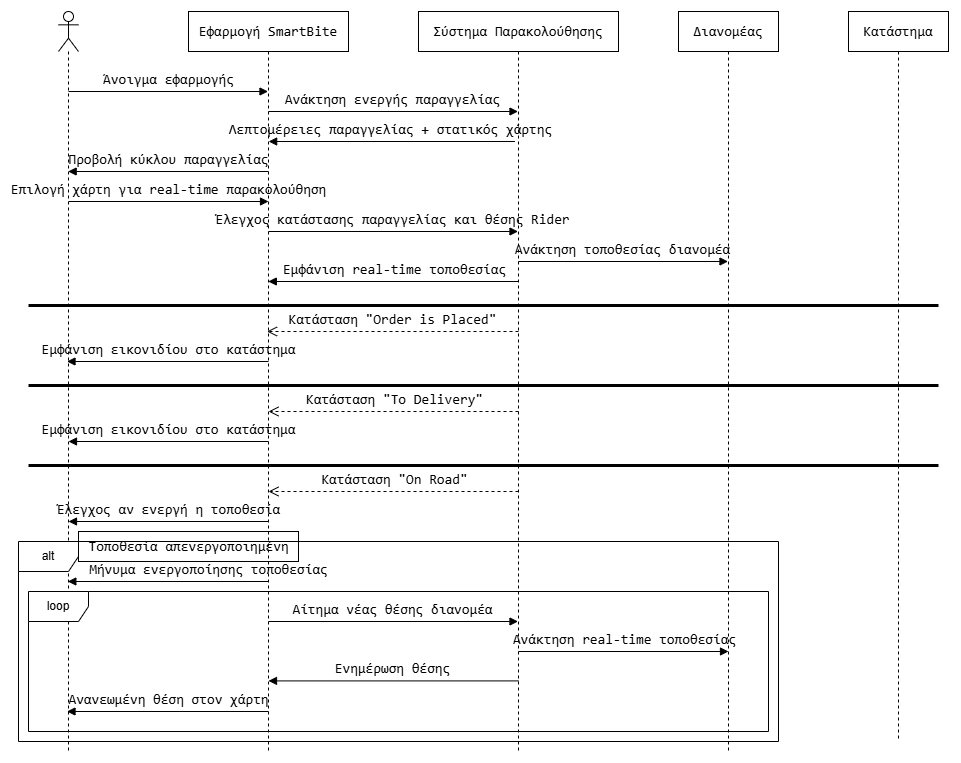 Εφαρμογή SmartBite
Σύστημα Παρακολούθησης
Διανομέας
Κατάστημα
Άνοιγμα εφαρμογής
Ανάκτηση ενεργής παραγγελίας
Λεπτομέρειες παραγγελίας + στατικός χάρτης
Προβολή κύκλου παραγγελίας
Επιλογή χάρτη για real-time παρακολούθηση
Έλεγχος κατάστασης παραγγελίας και θέσης Rider
Ανάκτηση τοποθεσίας διανομέα
Εμφάνιση real-time τοποθεσίας
Κατάσταση "Order is Placed"
Εμφάνιση εικονιδίου στο κατάστημα
Κατάσταση "To Delivery"
Εμφάνιση εικονιδίου στο κατάστημα
Κατάσταση "On Road"
Έλεγχος αν ενεργή η τοποθεσία
alt
Τοποθεσία απενεργοποιημένη
Μήνυμα ενεργοποίησης τοποθεσίας
loop
Αίτημα νέας θέσης διανομέα
Ανάκτηση real-time τοποθεσίας
Ενημέρωση θέσης
Ανανεωμένη θέση στον χάρτη